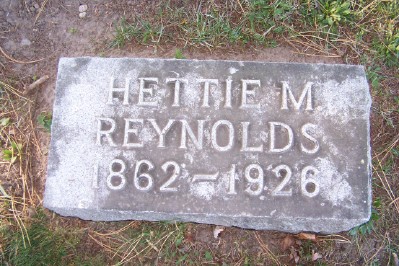 HETTIE M.
REYNOLDS
1862 – 1926